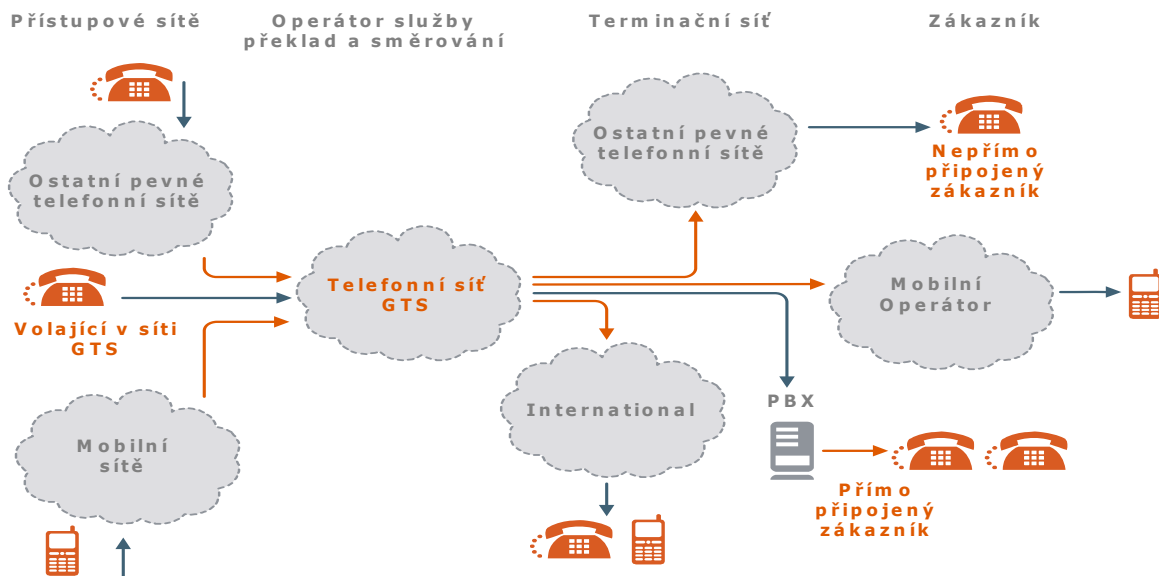 Přístupové sítě
Operátor služby
překlad a směrování
Terminační síť
Zákazník
Ostatní pevné
telefonní sítě
Ostatní pevné
telefonní sítě
Nepřímo
připojený
zákazník
Telefonní síť
GTS
Mobilní
Operátor
Volající v síti
GTS
International
PBX
Mobilní
sítě
Přímo
připojený
zákazník